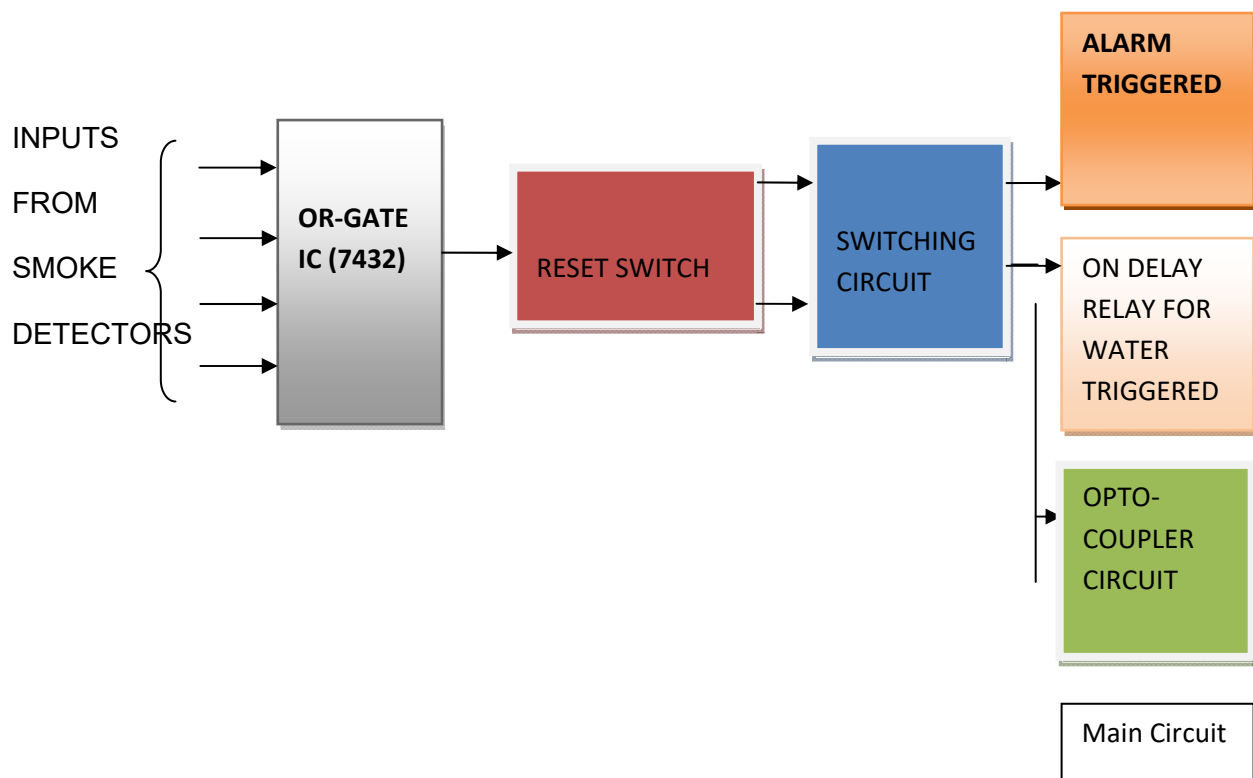 INPUTS
FROM
SMOKE
DETECTORS
OR-GATE
IC (7432)
RESET SWITCH
SWITCHING
CIRCUIT
ALARM
TRIGGERED
ON DELAY
RELAY FOR
WATER
TRIGGERED
OPTO-
COUPLER
CIRCUIT
Main Circuit